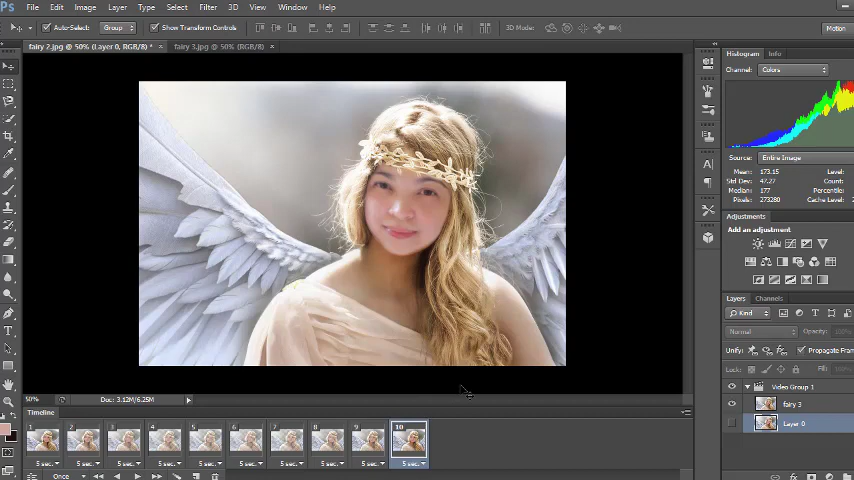 Ps File Edit Image Layer Type Select Filter 3D View Window Help
Auto-Select: Group Show Transform Controls 3D Mode: Motion
fairy 2.jpg @ 50% (Layer 0, RGB/8) * × fairy 3.jpg @ 50% (RGB/8) ×
Histogram Info
Channel: Colors
Source: Entire Image
Mean: 173.15 Level:
Std Dev: 47.27 Count:
Median: 177 Percentile:
Pixels: 273280 Cache Level:
Adjustments
Add an adjustment
Layers Channels
Kind
Normal Opacity:
Unify: Propagate Fram
Lock: Fill: 100%
Video Group 1
fairy 3
Layer 0
50% Doc: 3.12M/6.25M
Timeline
1 2 3 4 5 6 7 8 9 10
5 sec. 5 sec. 5 sec. 5 sec. 5 sec. 5 sec. 5 sec. 5 sec. 5 sec. 5 sec.
Once
fx